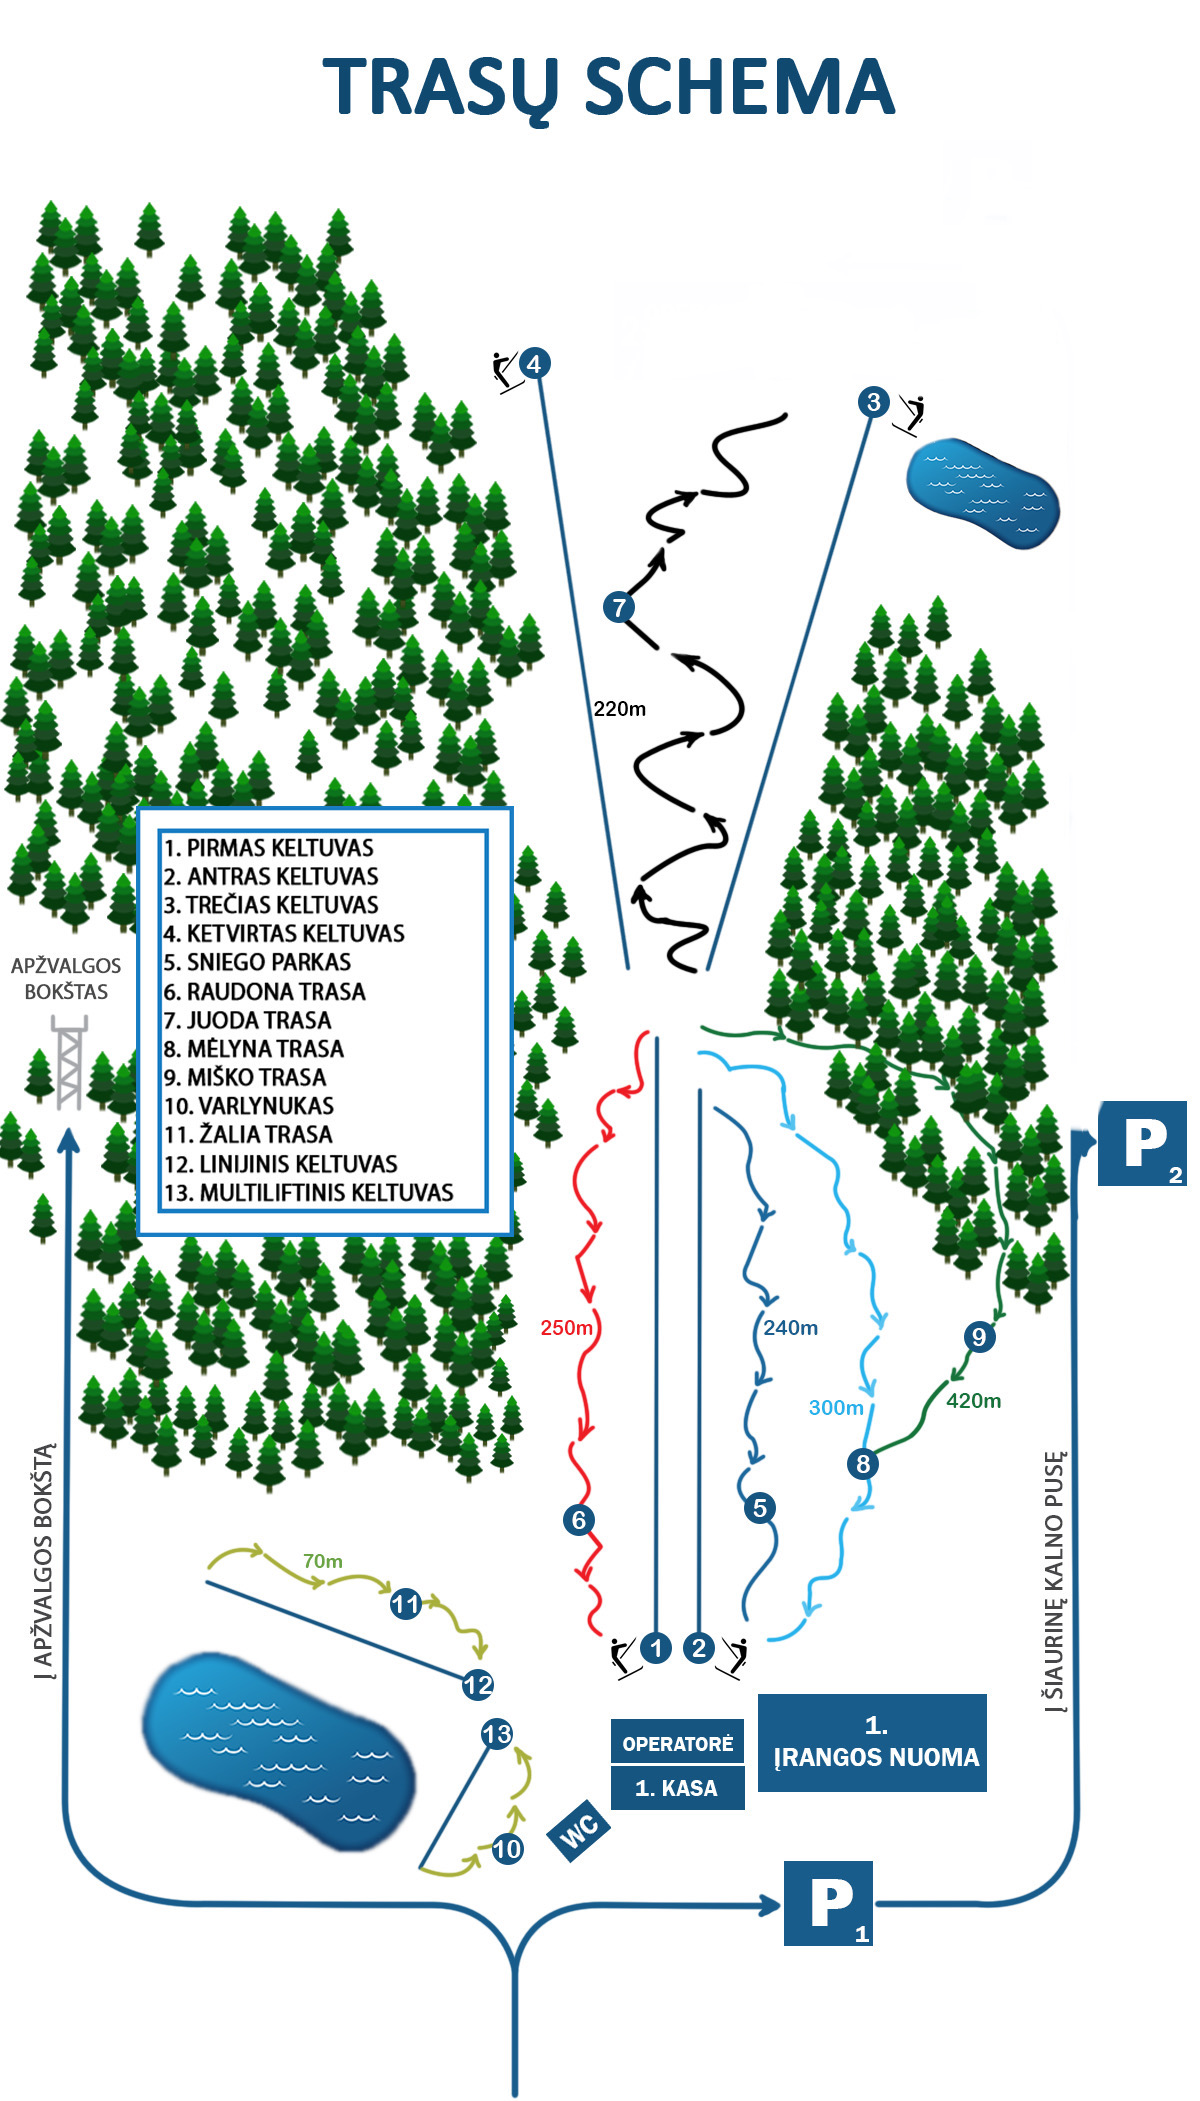 TRASŲ SCHEMA
4
3
7
220m
1. PIRMAS KELTUVAS
2. ANTRAS KELTUVAS
3. TREČIAS KELTUVAS
4. KETVIRTAS KELTUVAS
5. SNIEGO PARKAS
6. RAUDONA TRASA
7. JUODA TRASA
8. MĖLYNA TRASA
9. MIŠKO TRASA
10. VARLYNUKAS
11. ŽALIA TRASA
12. LINIJINIS KELTUVAS
13. MULTILIFTINIS KELTUVAS
APŽVALGOS
BOKŠTAS
P2
250m
240m
9
300m
420m
8
5
6
Į APŽVALGOS BOKŠTĄ
Į ŠIAURINĘ KALNO PUSĘ
70m
11
1
2
12
13
OPERATORĖ
1. KASA
1.
ĮRANGOS NUOMA
WC
10
P1